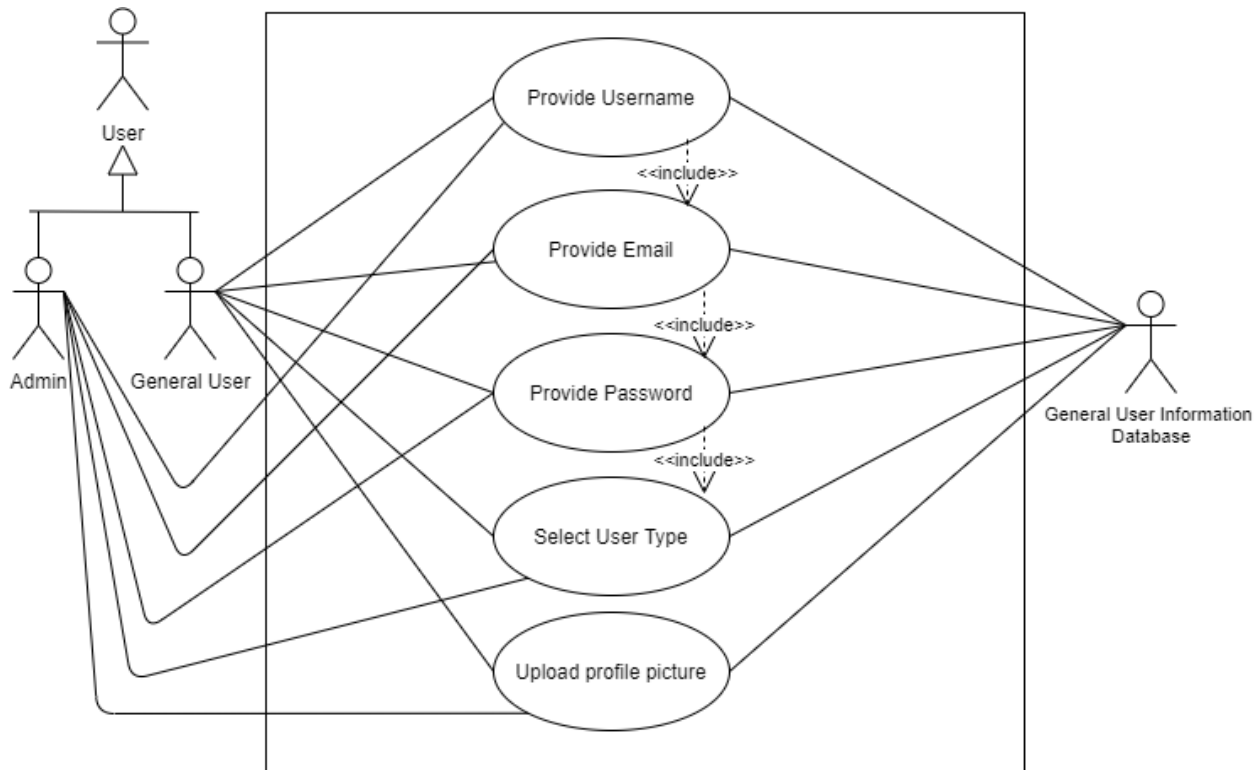 User
Admin
General User
Provide Username
<<include>>
Provide Email
<<include>>
Provide Password
<<include>>
Select User Type
Upload profile picture
General User Information
Database